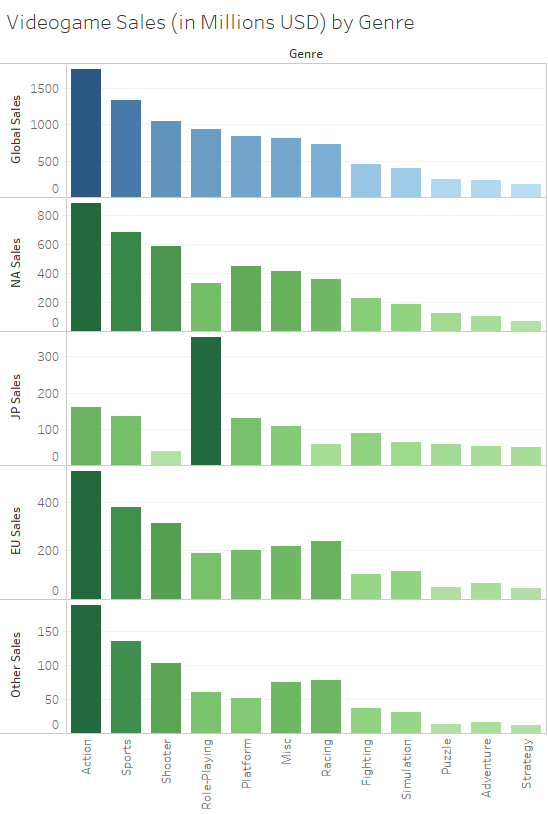 Videogame Sales (in Millions USD) by Genre
Genre
Global Sales
1500
1000
500
0
NA Sales
800
600
400
200
0
JP Sales
300
200
100
0
EU Sales
400
200
0
Other Sales
150
100
50
0
Action
Sports
Shooter
Role-Playing
Platform
Misc
Racing
Fighting
Simulation
Puzzle
Adventure
Strategy